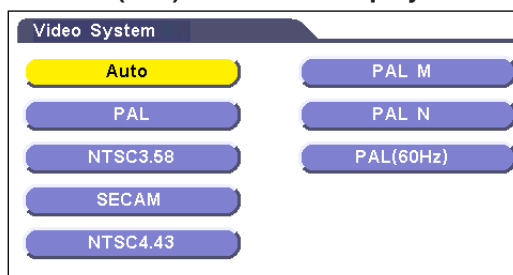 Video System
Auto
PAL
NTSC3.58
SECAM
NTSC4.43
PAL M
PAL N
PAL(60Hz)